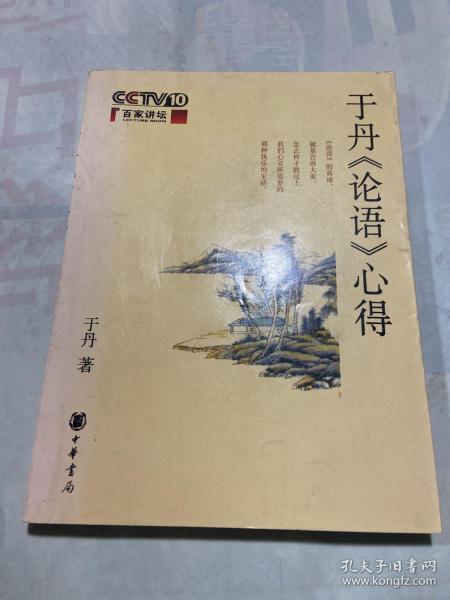 CCTV10
百家讲坛
LECTURE ROOM
于丹《论语》心得
《论语》的真谛，
就是告诉大家，
怎么样才能过上
我们心灵所需要的
那种快乐的生活。
于丹 著
中華書局
孔夫子旧书网
www.kongfz.com